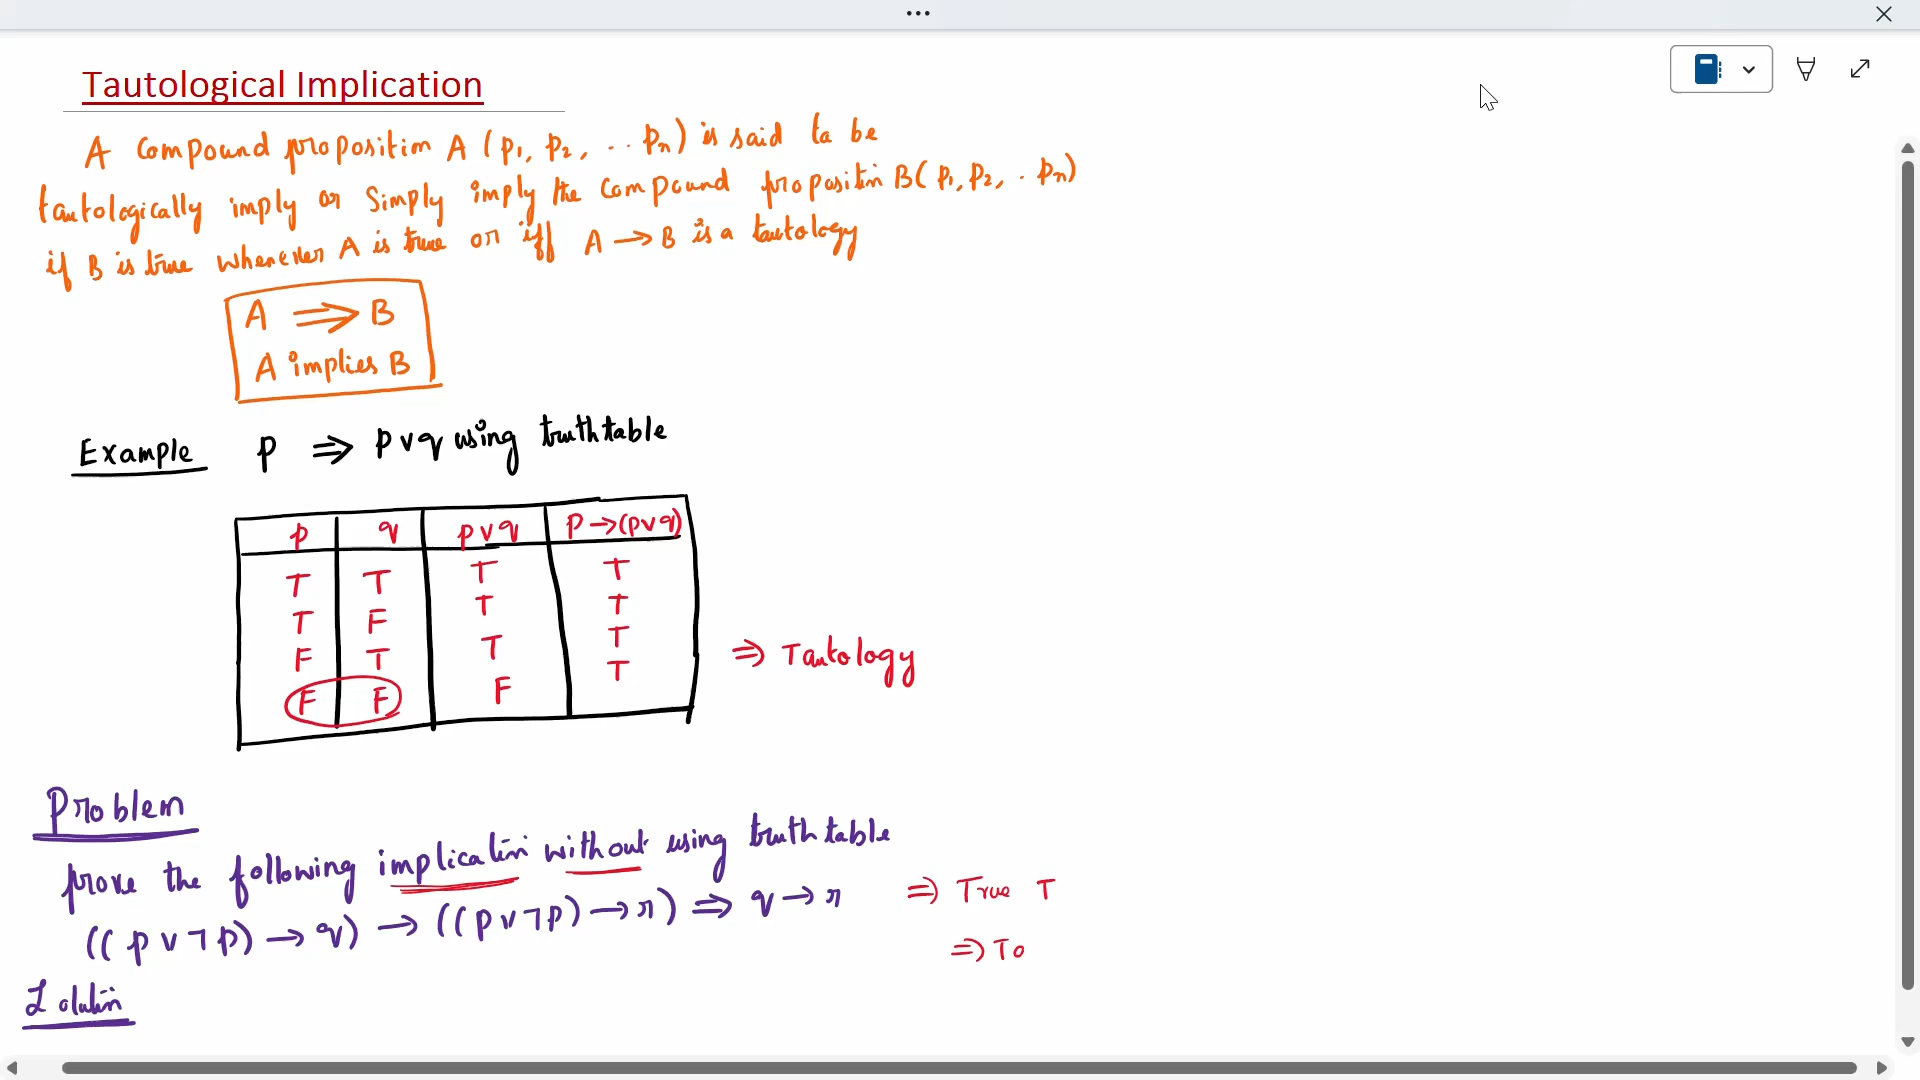 Tautological Implication
A Compound proposition A (p1, p2, .. pn) is said to be
tautologically imply or Simply imply the Compound proposition B(p1, p2, . pn)
if B is true whenever A is true or iff A → B is a tautology
A ⇒ B
A implies B
Example p ⇒ p∨q using truth table
p q p∨q p→(p∨q)
T T T T
T F T T
F T T T
F F F T
⇒ Tautology
Problem
prove the following implication without using truth table
((p∨¬p)→q)→((p∨¬p)→r)⇒ q→r ⇒ True T
⇒ To
Solution